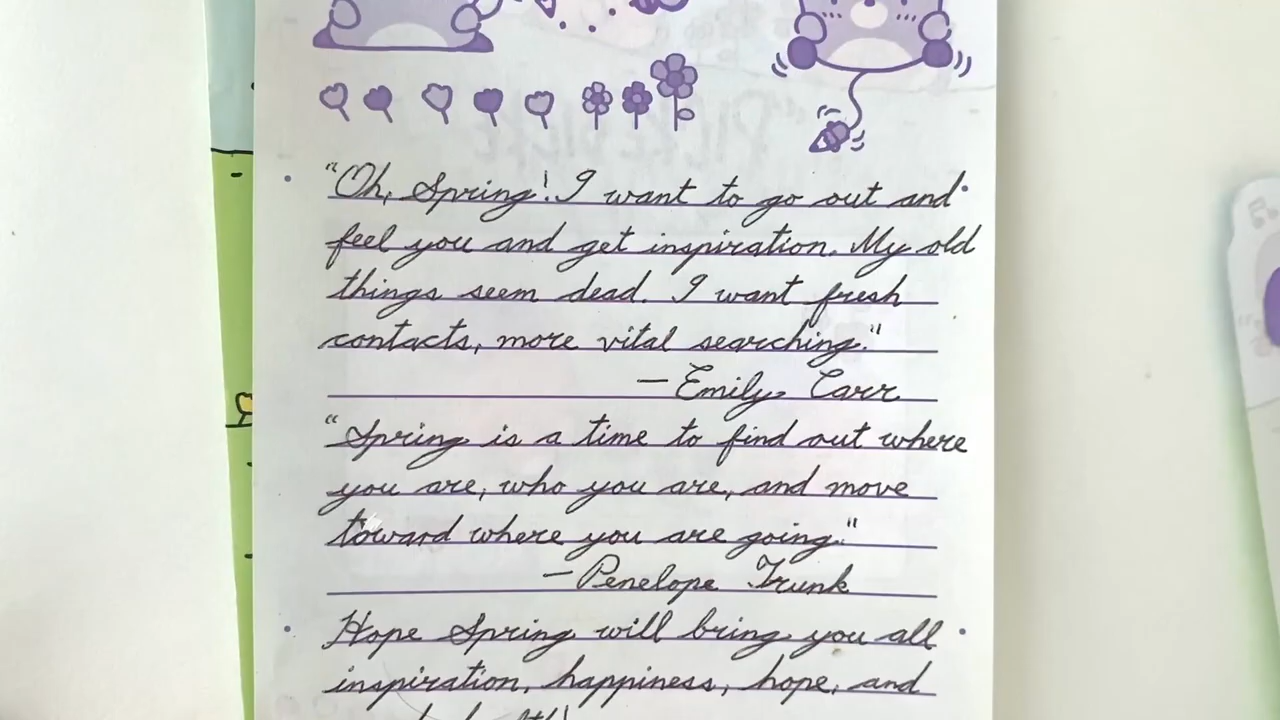 "Oh, Spring! I want to go out and
feel you and get inspiration. My old
things seem dead. I want fresh
contacts, more vital searching."
— Emily Carr
"Spring is a time to find out where
you are, who you are, and move
toward where you are going."
— Penelope Trunk
Hope Spring will bring you all
inspiration, happiness, hope, and